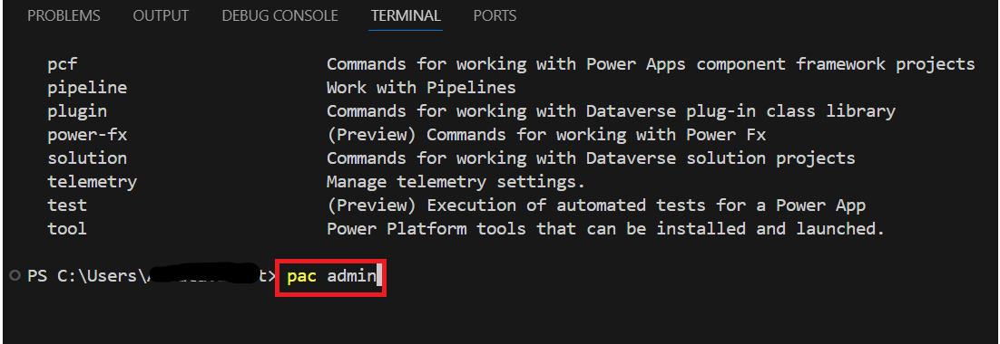 PROBLEMS OUTPUT DEBUG CONSOLE TERMINAL PORTS
pcf Commands for working with Power Apps component framework projects
pipeline Work with Pipelines
plugin Commands for working with Dataverse plug-in class library
power-fx (Preview) Commands for working with Power Fx
solution Commands for working with Dataverse solution projects
telemetry Manage telemetry settings.
test (Preview) Execution of automated tests for a Power App
tool Power Platform tools that can be installed and launched.
PS C:\Users\ t> pac admin